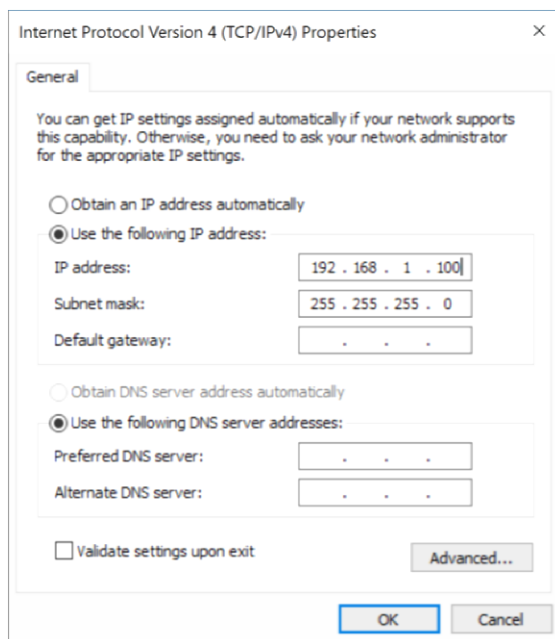 Internet Protocol Version 4 (TCP/IPv4) Properties
General
You can get IP settings assigned automatically if your network supports
this capability. Otherwise, you need to ask your network administrator
for the appropriate IP settings.
Obtain an IP address automatically
Use the following IP address:
IP address: 192 . 168 . 1 . 100
Subnet mask: 255 . 255 . 255 . 0
Default gateway: . . .
Obtain DNS server address automatically
Use the following DNS server addresses:
Preferred DNS server: . . .
Alternate DNS server: . . .
Validate settings upon exit
Advanced...
OK Cancel